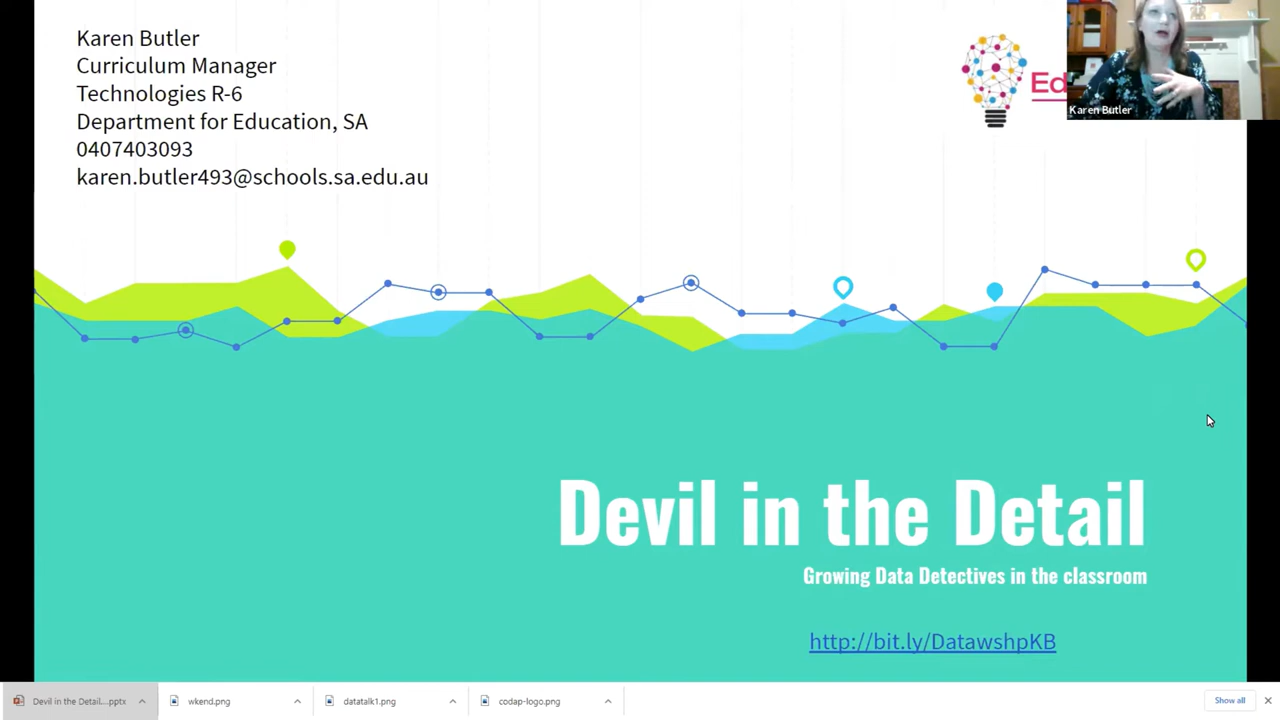 Karen Butler
Curriculum Manager
Technologies R-6
Department for Education, SA
0407403093
karen.butler493@schools.sa.edu.au
Ed
Karen Butler
Devil in the Detail
Growing Data Detectives in the classroom
http://bit.ly/DatawshpKB
Devil in the Detail....pptx
wkend.png
datatalk1.png
codap-logo.png
Show all